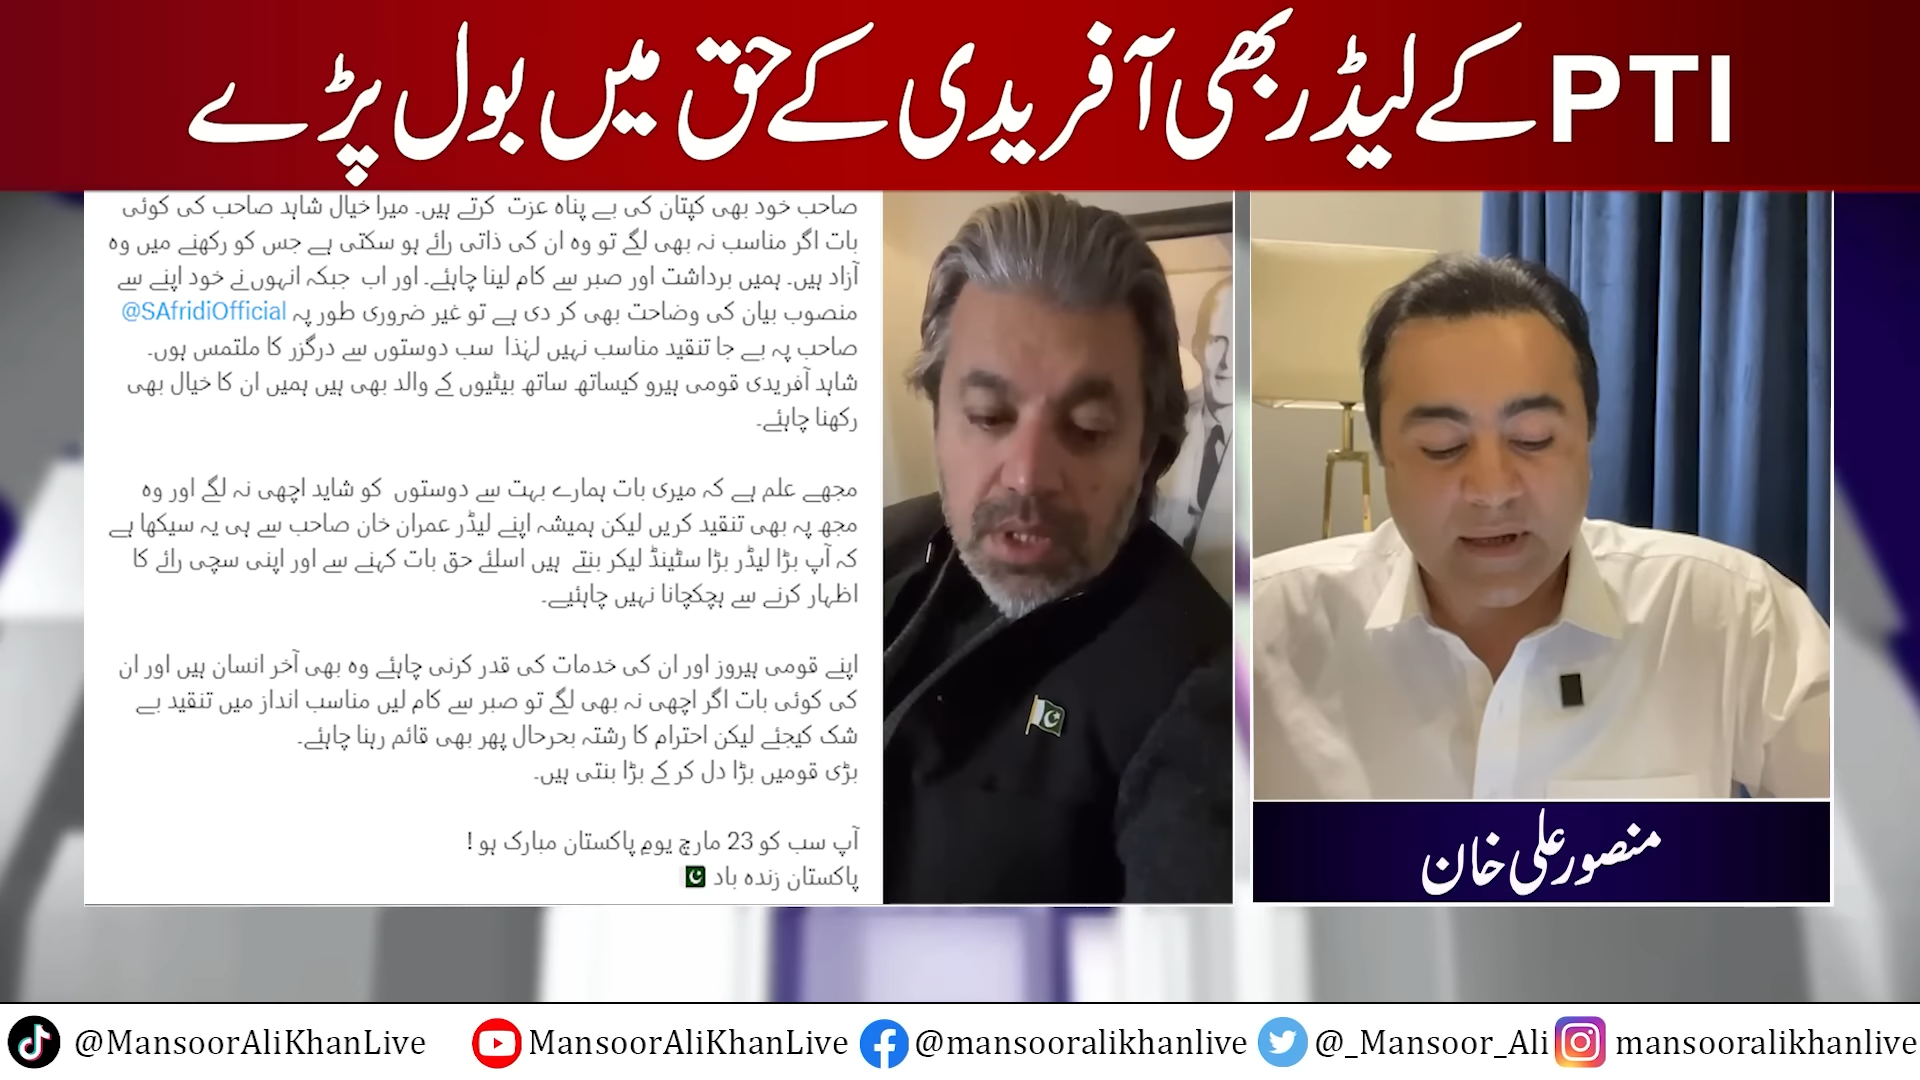 PTI کے لیڈر بھی آفریدی کے حق میں بول پڑے
صاحب خود بھی کپتان کی بے پناہ عزت کرتے ہیں۔ میرا خیال شاہد صاحب کی کوئی
بات اگر مناسب نہ بھی لگے تو وہ ان کی ذاتی رائے ہو سکتی ہے جس کو رکھنے میں وہ
آزاد ہیں۔ ہمیں برداشت اور صبر سے کام لینا چاہئے۔ اور اب جبکہ انہوں نے خود اپنے سے
منصوب بیان کی وضاحت بھی کر دی ہے تو غیر ضروری طور پہ @SAfridiOfficial
صاحب پہ بے جا تنقید مناسب نہیں لہٰذا سب دوستوں سے درگزر کا ملتمس ہوں۔
شاہد آفریدی قومی ہیرو کیساتھ ساتھ بیٹیوں کے والد بھی ہیں ہمیں ان کا خیال بھی
رکھنا چاہئے۔
مجھے علم ہے کہ میری بات ہمارے بہت سے دوستوں کو شاید اچھی نہ لگے اور وہ
مجھ پہ بھی تنقید کریں لیکن ہمیشہ اپنے لیڈر عمران خان صاحب سے ہی یہ سیکھا ہے
کہ آپ بڑا لیڈر بڑا سٹینڈ لیکر بنتے ہیں اسلئے حق بات کہنے سے اور اپنی سچی رائے کا
اظہار کرنے سے ہچکچانا نہیں چاہئیے۔
اپنے قومی ہیروز اور ان کی خدمات کی قدر کرنی چاہئے وہ بھی آخر انسان ہیں اور ان
کی کوئی بات اگر اچھی نہ بھی لگے تو صبر سے کام لیں مناسب انداز میں تنقید بے
شک کیجئے لیکن احترام کا رشتہ بحرحال پھر بھی قائم رہنا چاہئے۔
بڑی قومیں بڑا دل کر کے بڑا بنتی ہیں۔
آپ سب کو 23 مارچ یومِ پاکستان مبارک ہو !
پاکستان زندہ باد
منصور علی خان
@MansoorAliKhanLive MansoorAliKhanLive @mansooralikhanlive @_Mansoor_Ali mansooralikhanlive